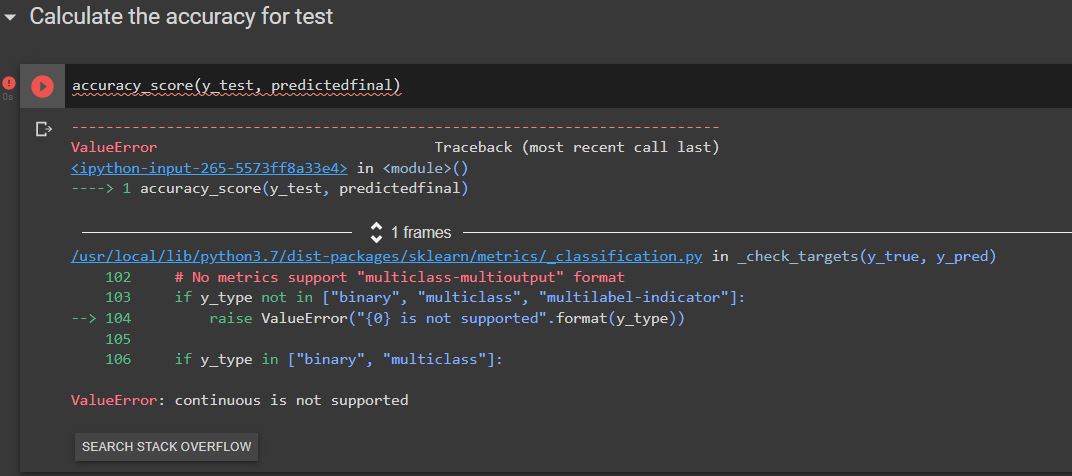 Calculate the accuracy for test
accuracy_score(y_test, predictedfinal)
0s
---------------------------------------------------------------------------
ValueError                                Traceback (most recent call last)
<ipython-input-265-5573ff8a33e4> in <module>()
----> 1 accuracy_score(y_test, predictedfinal)
1 frames
/usr/local/lib/python3.7/dist-packages/sklearn/metrics/_classification.py in _check_targets(y_true, y_pred)
    102     # No metrics support "multiclass-multioutput" format
    103     if y_type not in ["binary", "multiclass", "multilabel-indicator"]:
--> 104         raise ValueError("{0} is not supported".format(y_type))
    105
    106     if y_type in ["binary", "multiclass"]:
ValueError: continuous is not supported
SEARCH STACK OVERFLOW